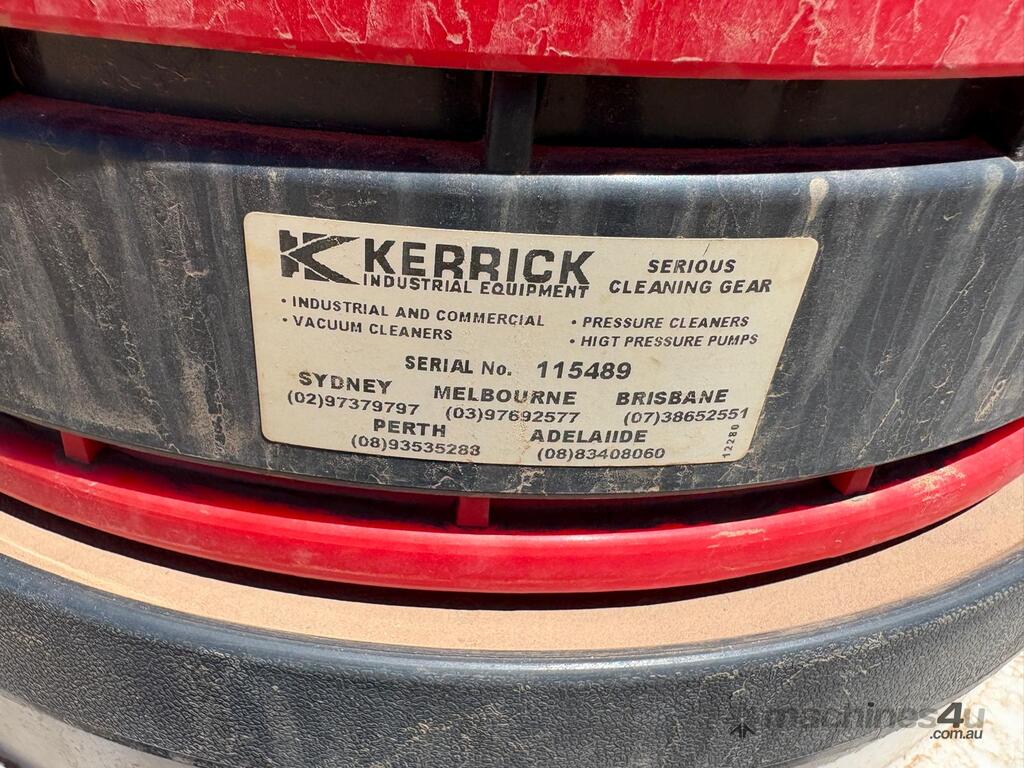 KERRICK
INDUSTRIAL EQUIPMENT
SERIOUS
CLEANING GEAR
• INDUSTRIAL AND COMMERCIAL
• VACUUM CLEANERS
• PRESSURE CLEANERS
• HIGT PRESSURE PUMPS
SERIAL No. 115489
SYDNEY MELBOURNE BRISBANE
(02)97379797 (03)97692577 (07)38652551
PERTH ADELAIIDE
(08)93535283 (08)83408060
12280
machines4u
.com.au